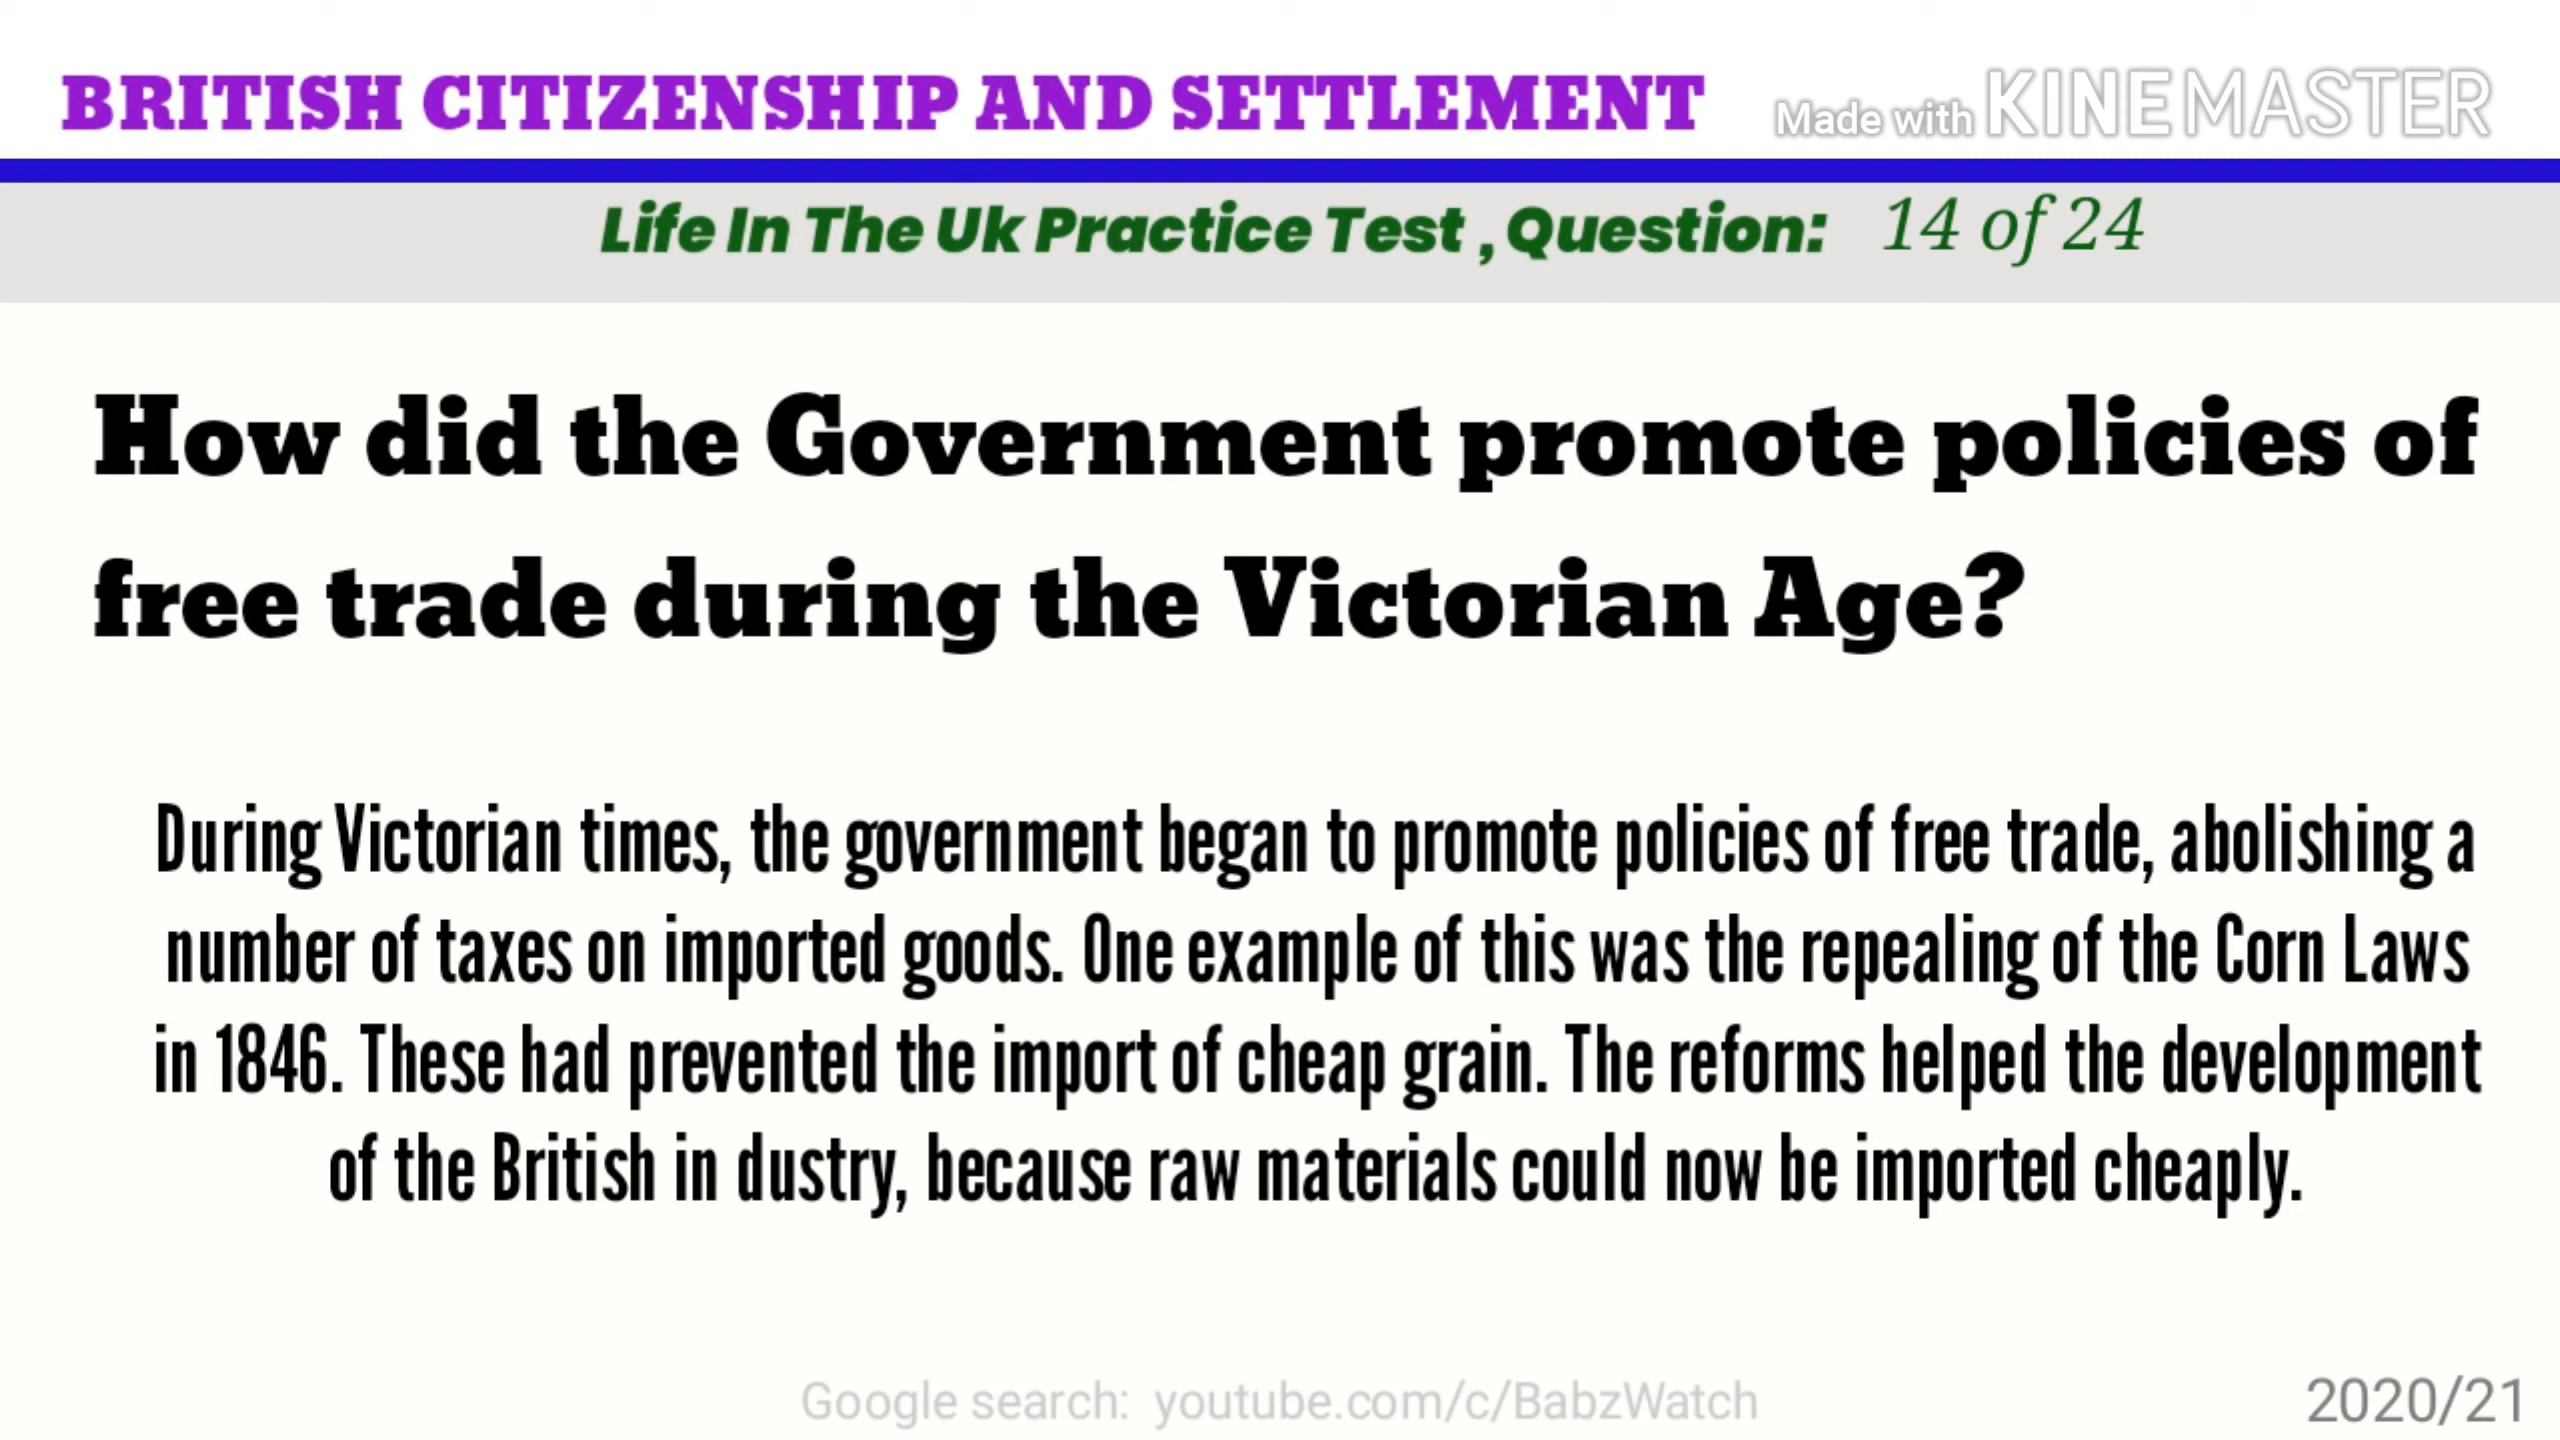 BRITISH CITIZENSHIP AND SETTLEMENT
Made with KINEMASTER
Life In The Uk Practice Test , Question: 14 of 24
How did the Government promote policies of
free trade during the Victorian Age?
During Victorian times, the government began to promote policies of free trade, abolishing a
number of taxes on imported goods. One example of this was the repealing of the Corn Laws
in 1846. These had prevented the import of cheap grain. The reforms helped the development
of the British in dustry, because raw materials could now be imported cheaply.
Google search: youtube.com/c/BabzWatch
2020/21